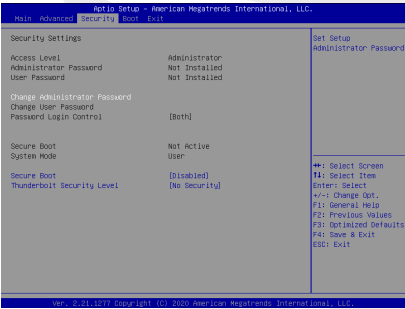 Aptio Setup – American Megatrends International, LLC.
Main Advanced Security Boot Exit
Security Settings
Access Level Administrator
Administrator Password Not Installed
User Password Not Installed
Change Administrator Password
Change User Password
Password Login Control [Both]
Secure Boot Not Active
System Mode User
Secure Boot [Disabled]
Thunderbolt Security Level [No Security]
Set Setup
Administrator Password
→←: Select Screen
↑↓: Select Item
Enter: Select
+/-: Change Opt.
F1: General Help
F2: Previous Values
F3: Optimized Defaults
F4: Save & Exit
ESC: Exit
Ver. 2.21.1277 Copyright (C) 2020 American Megatrends International, LLC.